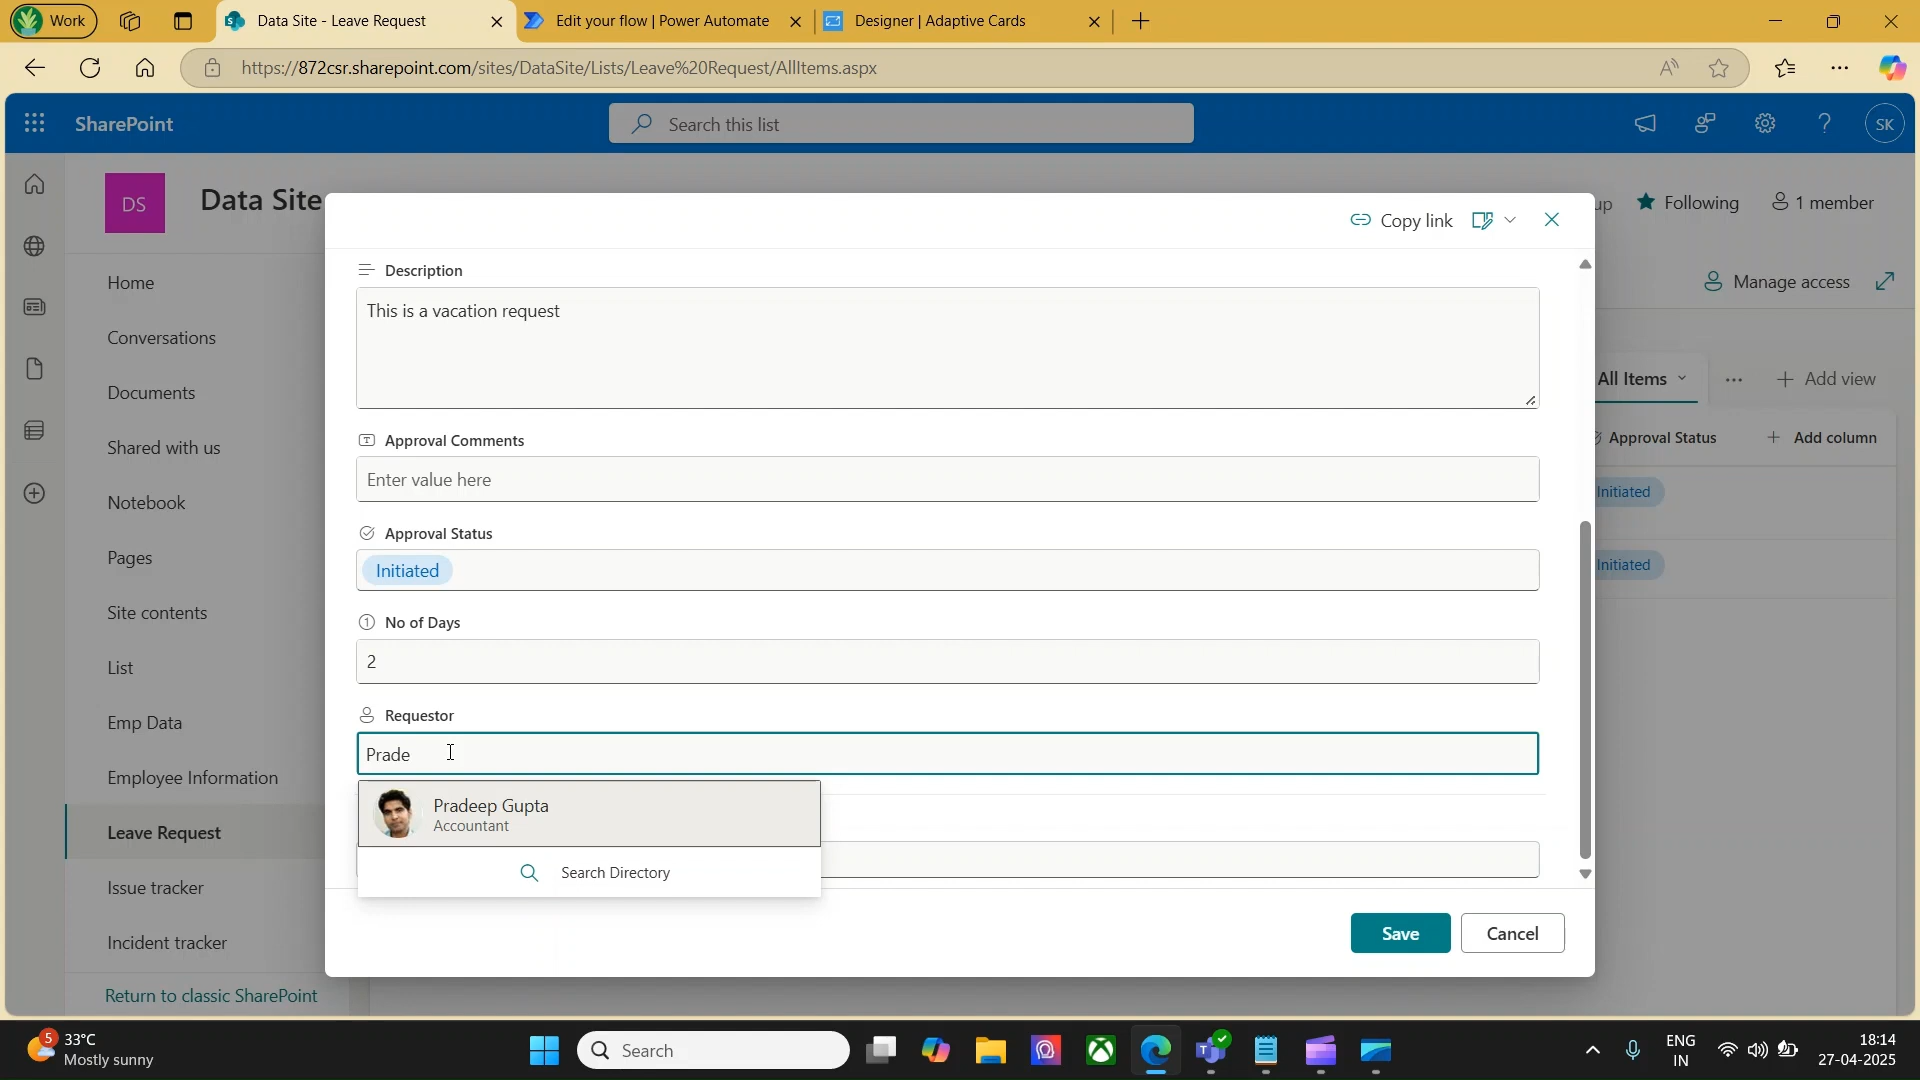 Work
Data Site - Leave Request
Edit your flow | Power Automate
Designer | Adaptive Cards
https://872csr.sharepoint.com/sites/DataSite/Lists/Leave%20Request/AllItems.aspx
SharePoint
Search this list
SK
DS
Data Site
Following
1 member
Copy link
Manage access
Home
Conversations
Documents
Shared with us
Notebook
Pages
Site contents
List
Emp Data
Employee Information
Leave Request
Issue tracker
Incident tracker
Return to classic SharePoint
Description
This is a vacation request
Approval Comments
Enter value here
Approval Status
Initiated
No of Days
2
Requestor
Prade
Pradeep Gupta
Accountant
Search Directory
Save
Cancel
All Items
Add view
Approval Status
Add column
Initiated
Initiated
5
33°C
Mostly sunny
Search
ENG
IN
18:14
27-04-2025